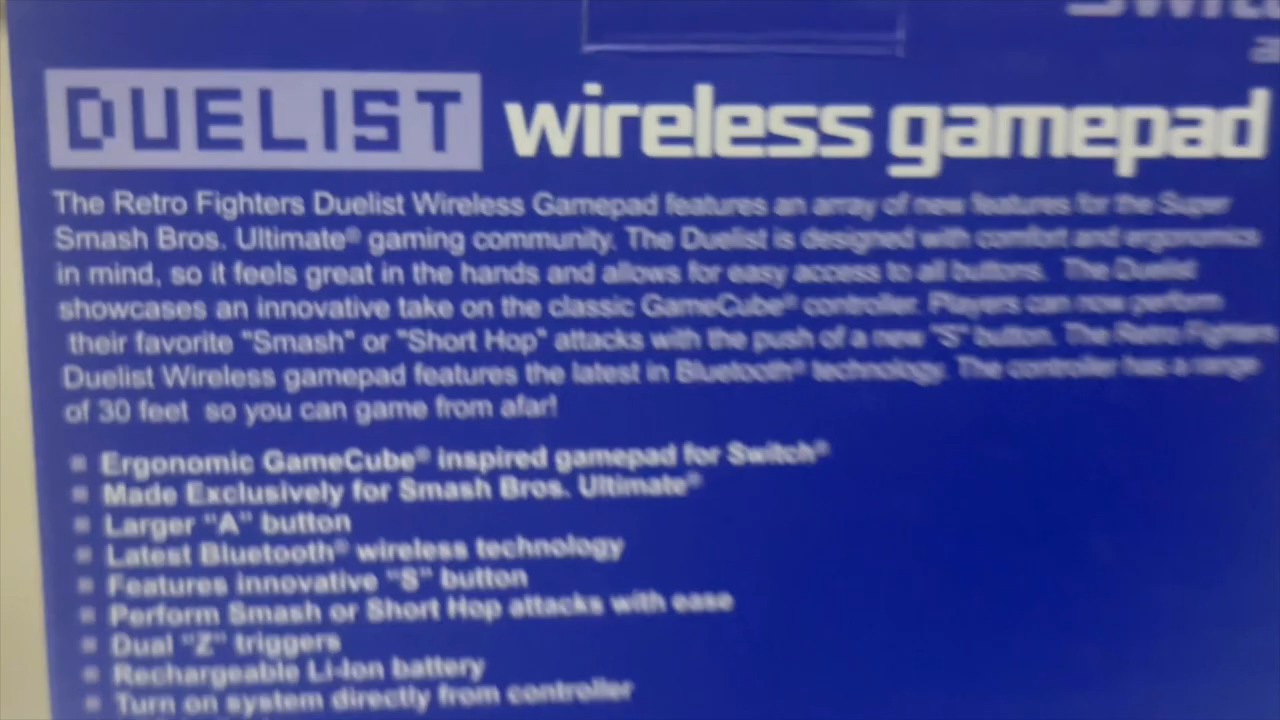 DUELIST wireless gamepad
The Retro Fighters Duelist Wireless Gamepad features an array of new features for the Super
Smash Bros. Ultimate® gaming community. The Duelist is designed with comfort and ergonomics
in mind, so it feels great in the hands and allows for easy access to all buttons. The Duelist
showcases an innovative take on the classic GameCube® controller. Players can now perform
their favorite "Smash" or "Short Hop" attacks with the push of a new "S" button. The Retro Fighters
Duelist Wireless gamepad features the latest in Bluetooth® technology. The controller has a range
of 30 feet so you can game from afar!
Ergonomic GameCube® inspired gamepad for Switch®
Made Exclusively for Smash Bros. Ultimate®
Larger “A” button
Latest Bluetooth® wireless technology
Features innovative “S” button
Perform Smash or Short Hop attacks with ease
Dual “Z” triggers
Rechargeable Li-Ion battery
Turn on system directly from controller